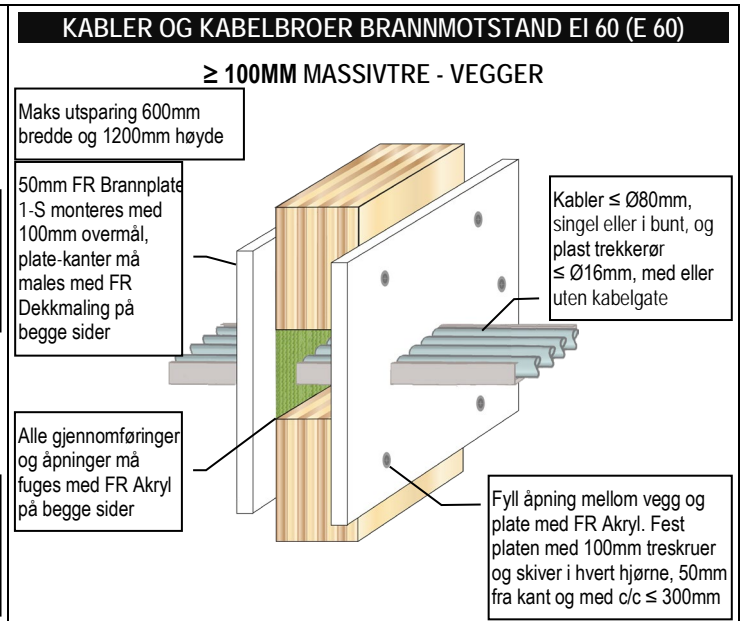 KABLER OG KABELBROER BRANNMOTSTAND EI 60 (E 60)
≥ 100MM MASSIVTRE - VEGGER
Maks utsparing 600mm
bredde og 1200mm høyde
50mm FR Brannplate
1-S monteres med
100mm overmål,
plate-kanter må
males med FR
Dekkmaling på
begge sider
Kabler ≤ Ø80mm,
singel eller i bunt, og
plast trekkerør
≤ Ø16mm, med eller
uten kabelgate
Alle gjennomføringer
og åpninger må
fuges med FR Akryl
på begge sider
Fyll åpning mellom vegg og
plate med FR Akryl. Fest
platen med 100mm treskruer
og skiver i hvert hjørne, 50mm
fra kant og med c/c ≤ 300mm